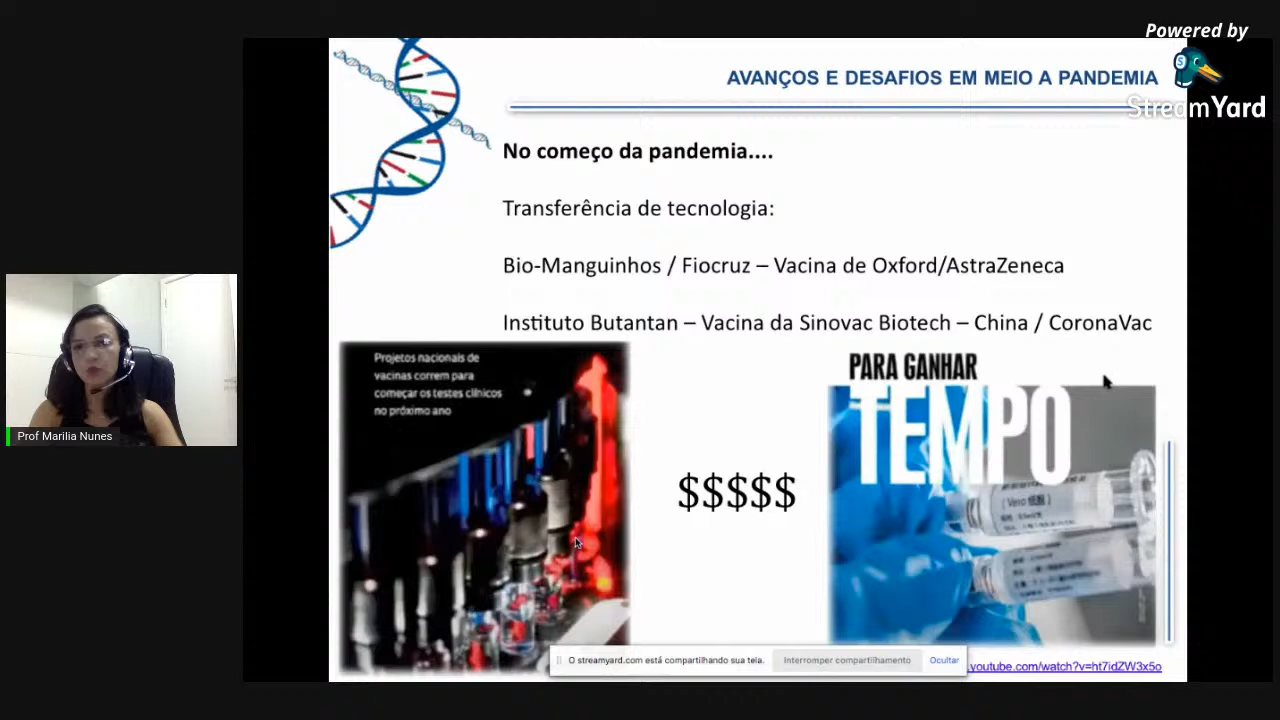 Powered by
StreamYard
AVANÇOS E DESAFIOS EM MEIO A PANDEMIA
No começo da pandemia....
Transferência de tecnologia:
Bio-Manguinhos / Fiocruz – Vacina de Oxford/AstraZeneca
Instituto Butantan – Vacina da Sinovac Biotech – China / CoronaVac
Projetos nacionais de
vacinas correm para
começar os testes clínicos
no próximo ano
$$$$$
PARA GANHAR
TEMPO
Prof Marilia Nunes
O streamyard.com está compartilhando sua tela.
Interromper compartilhamento
Ocultar
.youtube.com/watch?v=ht7idZW3x5o